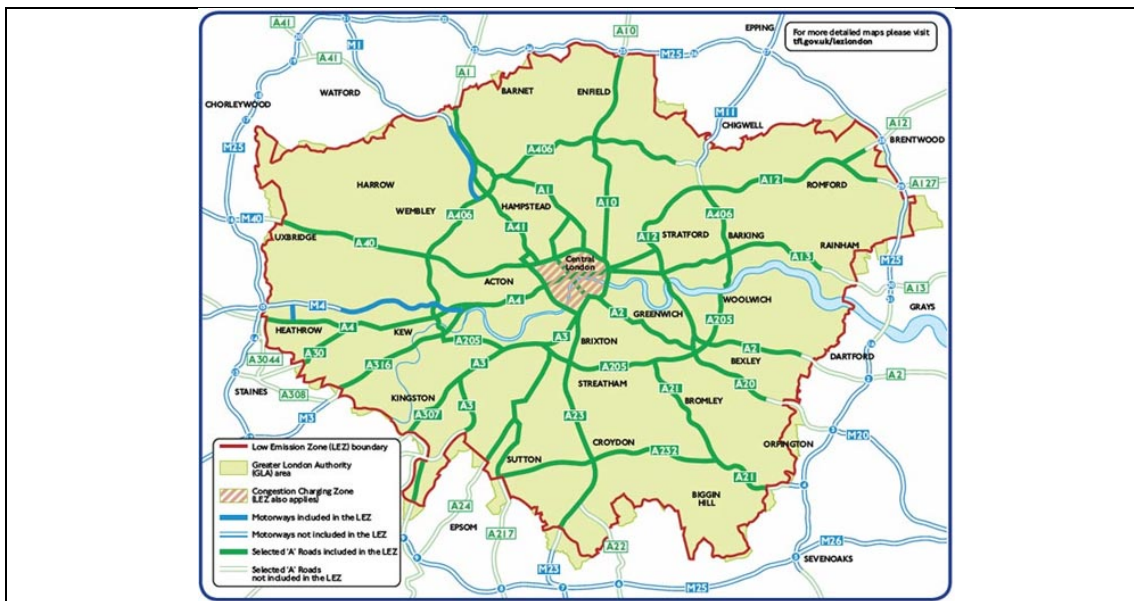 A41
A10
EPPING
For more detailed maps please visit
tfl.gov.uk/lezlondon
M1
A41
A1
M25
WATFORD
BARNET
ENFIELD
CHORLEYWOOD
M11
CHIGWELL
A12
BRENTWOOD
M25
A406
HARROW
A12
ROMFORD
A127
A1
WEMBLEY
A406
HAMPSTEAD
A10
A406
M40
A41
A12
STRATFORD
BARKING
UXBRIDGE
A40
RAINHAM
Central
London
A13
M25
ACTON
A13
M4
A4
WOOLWICH
GRAYS
HEATHROW
A4
KEW
A2
GREENWICH
A205
A205
A3
BRIXTON
A30
A316
A3
A2
BEXLEY
DARTFORD
A3044
A205
A2
STAINES
A308
STREATHAM
A21
A20
KINGSTON
BROMLEY
M3
A307
A3
A23
M20
CROYDON
ORPINGTON
SUTTON
A232
A21
BIGGIN
HILL
A24
EPSOM
A217
A22
M26
SEVENOAKS
M23
M25
Low Emission Zone (LEZ) boundary
Greater London Authority
(GLA) area
Congestion Charging Zone
(LEZ also applies)
Motorways included in the LEZ
Motorways not included in the LEZ
Selected 'A' Roads included in the LEZ
Selected 'A' Roads
not included in the LEZ